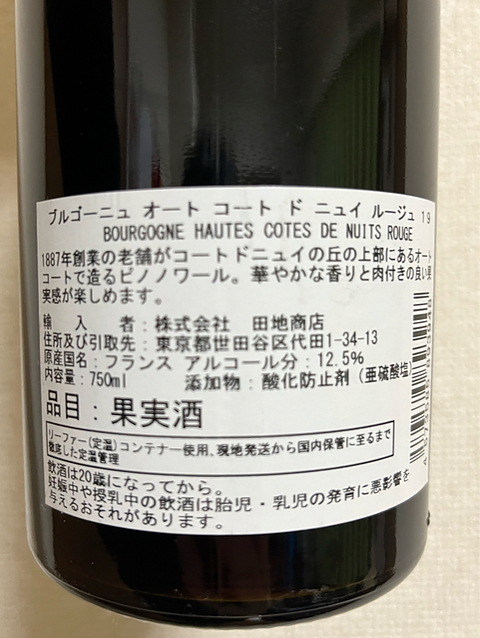 ブルゴーニュ オート コート ド ニュイ ルージュ 19
BOURGOGNE HAUTES COTES DE NUITS ROUGE
1887年創業の老舗がコートドニュイの丘の上部にあるオート
コートで造るピノノワール。華やかな香りと肉付きの良い果
実感が楽しめます。
輸入者:株式会社 田地商店
住所及び引取先:東京都世田谷区代田1-34-13
原産国名:フランス アルコール分:12.5%
内容量:750ml 添加物:酸化防止剤(亜硫酸塩)
品目:果実酒
リーファー(定温)コンテナー使用、現地発送から国内保管に至るまで
徹底した定温管理
飲酒は20歳になってから。
妊娠中や授乳中の飲酒は胎児・乳児の発育に悪影響を
与えるおそれがあります。